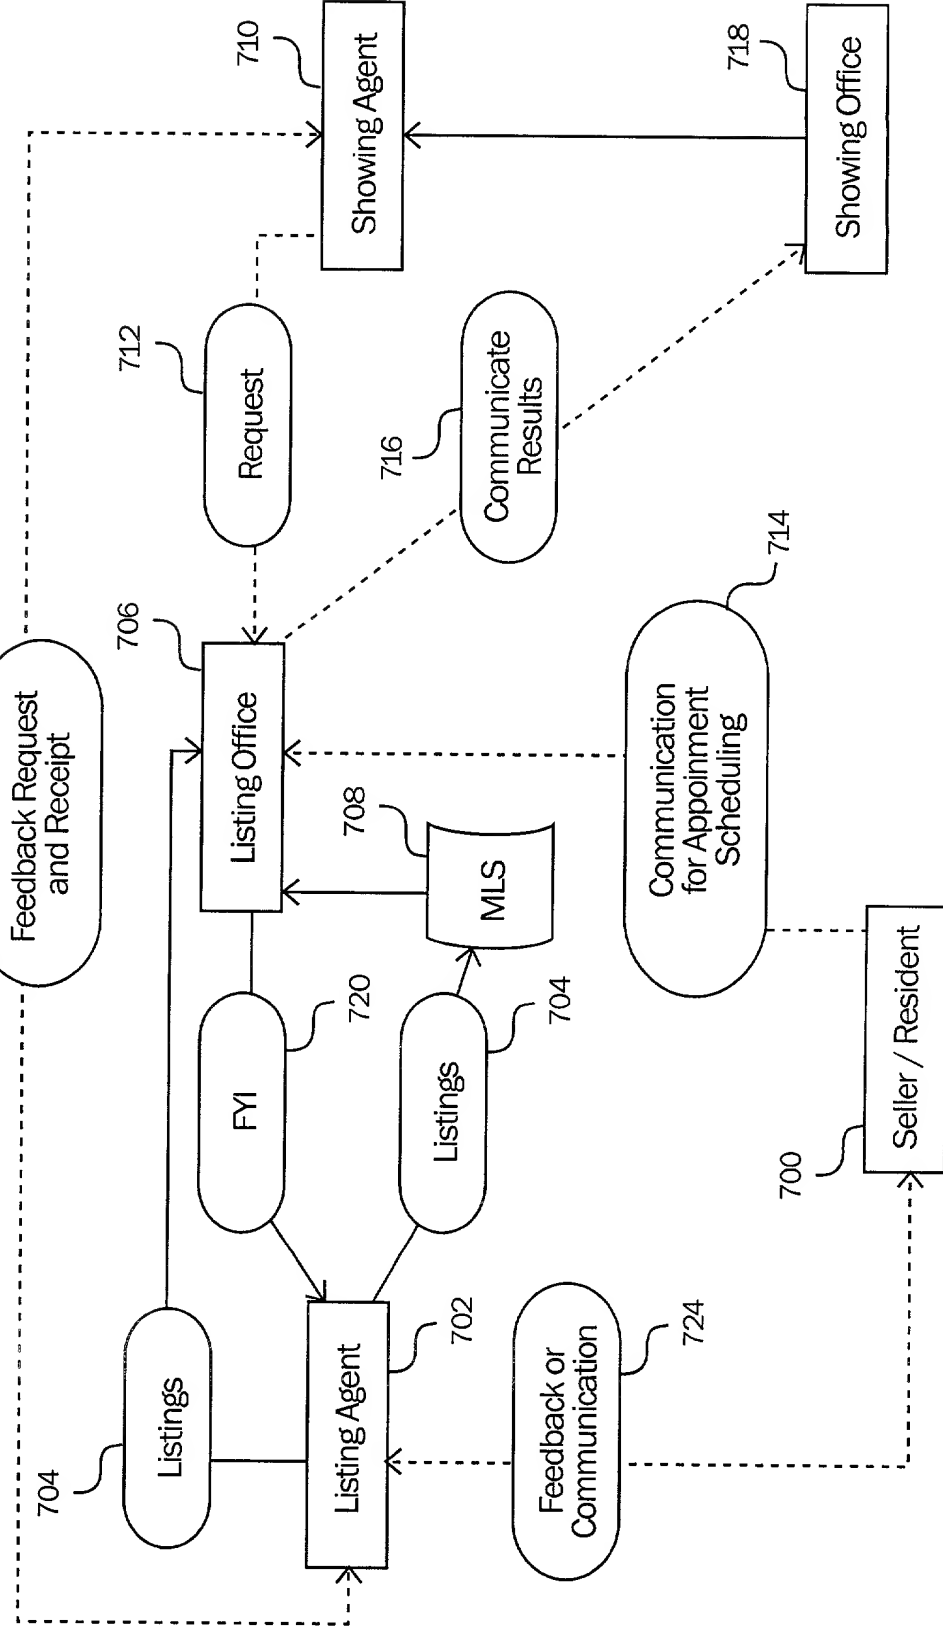 Feedback Request
and Receipt
704
Listings
706
Listing Office
712
Request
710
Showing Agent
FYI
720
Listing Agent
702
Listings
704
708
MLS
716
Communicate
Results
718
Showing Office
Feedback or
Communication
724
Communication
for Appoinment
Scheduling
714
700
Seller / Resident